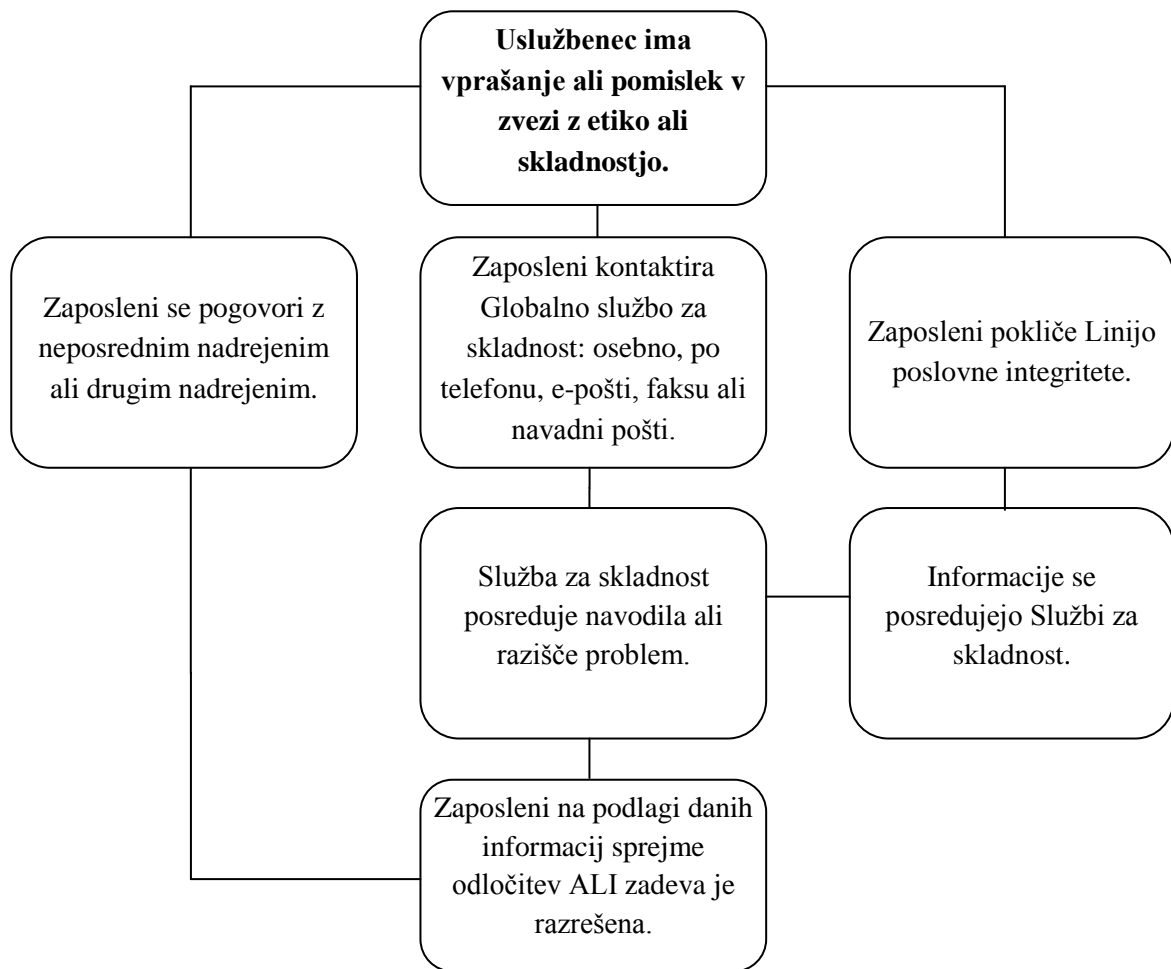 Uslužbenec ima
vprašanje ali pomislek v
zvezi z etiko ali
skladnostjo.
Zaposleni se pogovori z
neposrednim nadrejenim
ali drugim nadrejenim.
Zaposleni kontaktira
Globalno službo za
skladnost: osebno, po
telefonu, e-pošti, faksu ali
navadni pošti.
Zaposleni pokliče Linijo
poslovne integritete.
Služba za skladnost
posreduje navodila ali
razišče problem.
Informacije se
posredujejo Službi za
skladnost.
Zaposleni na podlagi danih
informacij sprejme
odločitev ALI zadeva je
razrešena.